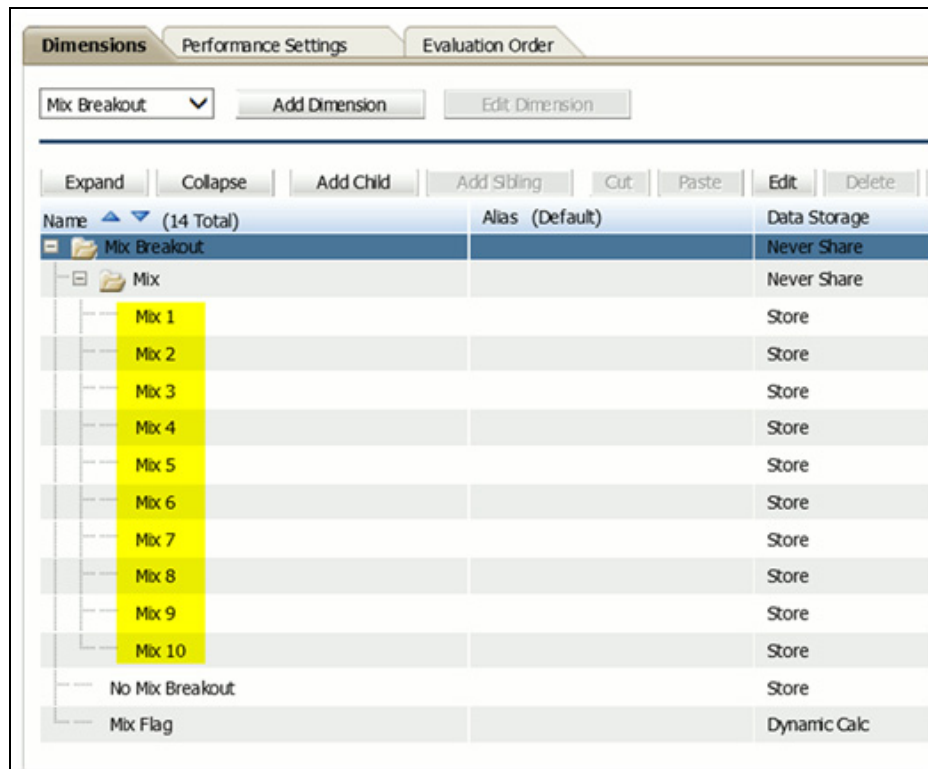 Dimensions Performance Settings Evaluation Order
Mix Breakout Add Dimension Edit Dimension
Expand Collapse Add Child Add Sibling Cut Paste Edit Delete
Name (14 Total) Alias (Default) Data Storage
Mix Breakout Never Share
Mix Never Share
Mix 1 Store
Mix 2 Store
Mix 3 Store
Mix 4 Store
Mix 5 Store
Mix 6 Store
Mix 7 Store
Mix 8 Store
Mix 9 Store
Mix 10 Store
No Mix Breakout Store
Mix Flag Dynamic Calc